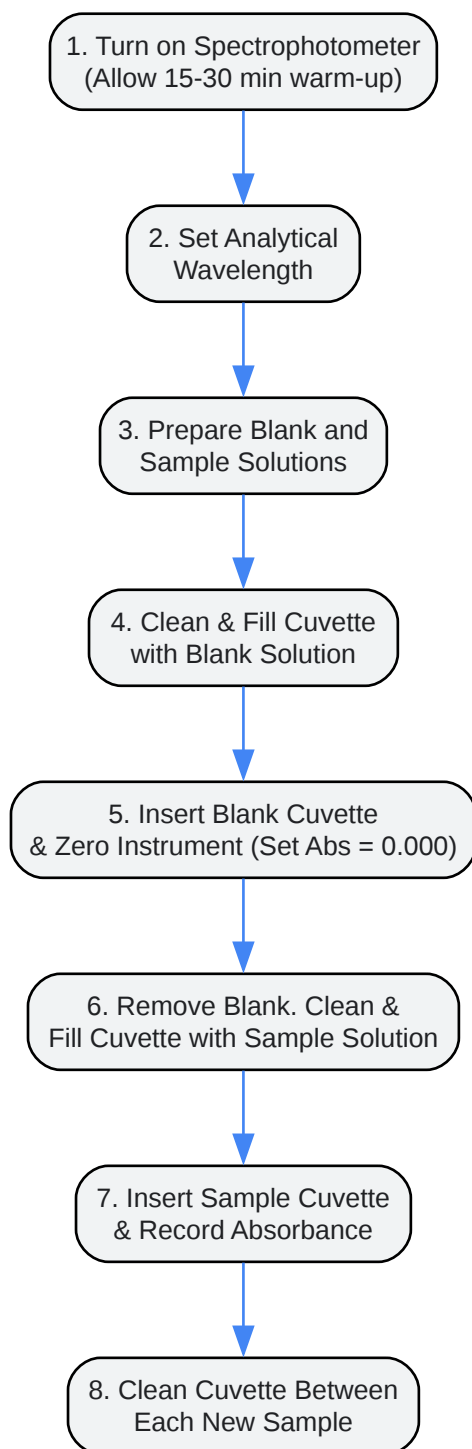 1. Turn on Spectrophotometer
(Allow 15-30 min warm-up)
2. Set Analytical
Wavelength
3. Prepare Blank and
Sample Solutions
4. Clean & Fill Cuvette
with Blank Solution
5. Insert Blank Cuvette
& Zero Instrument (Set Abs = 0.000)
6. Remove Blank. Clean &
Fill Cuvette with Sample Solution
7. Insert Sample Cuvette
& Record Absorbance
8. Clean Cuvette Between
Each New Sample